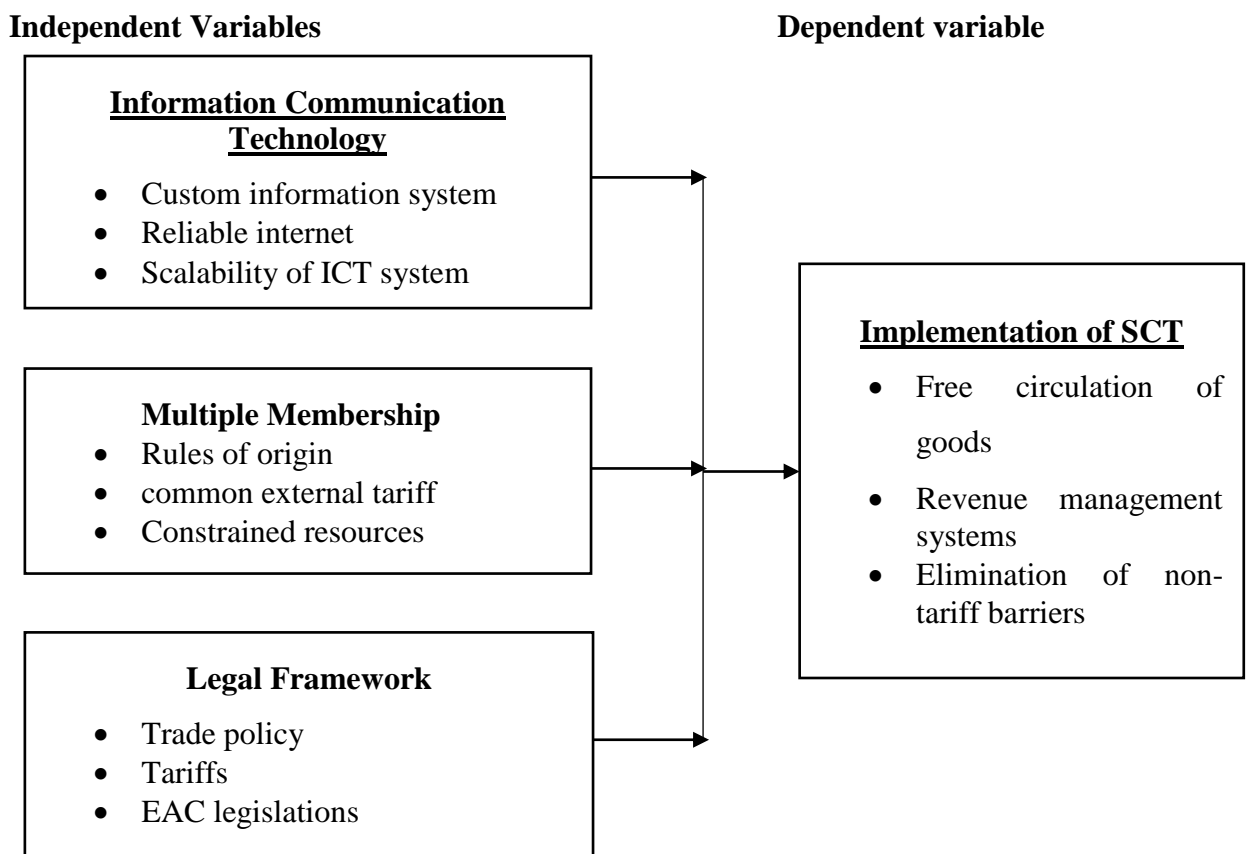 Independent Variables
Dependent variable
Information Communication
Technology
• Custom information system
• Reliable internet
• Scalability of ICT system
Multiple Membership
• Rules of origin
• common external tariff
• Constrained resources
Legal Framework
• Trade policy
• Tariffs
• EAC legislations
Implementation of SCT
• Free circulation of
goods
• Revenue management
systems
• Elimination of non-
tariff barriers